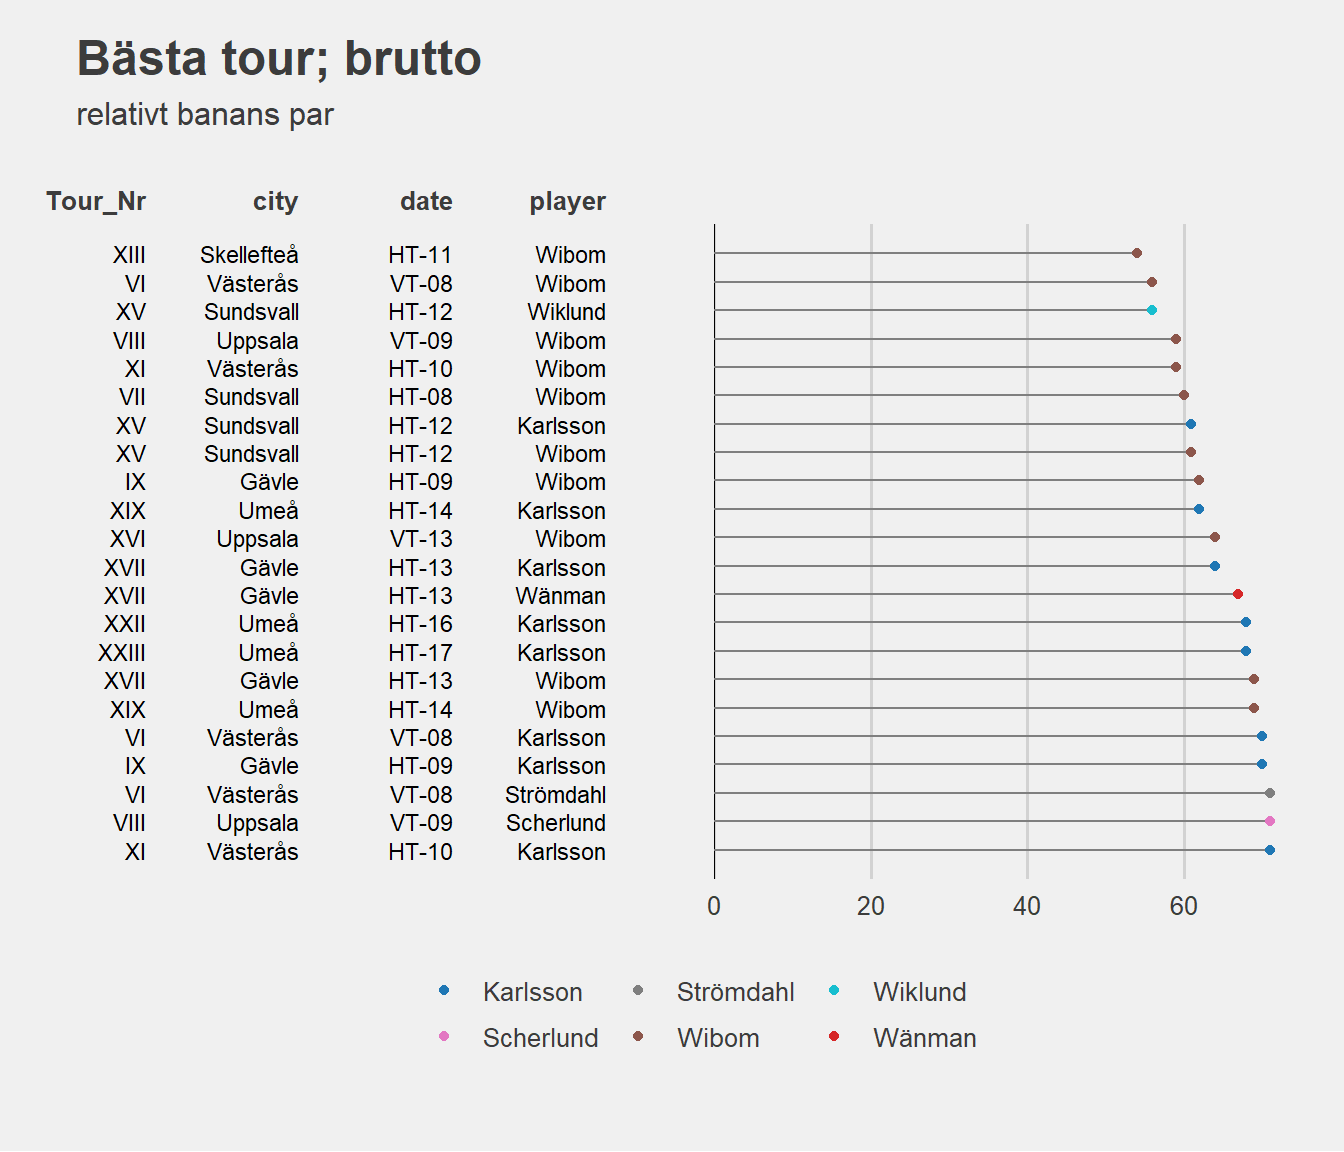 Bästa tour; brutto
relativt banans par
Tour_Nr city date player
XIII Skellefteå HT-11 Wibom
VI Västerås VT-08 Wibom
XV Sundsvall HT-12 Wiklund
VIII Uppsala VT-09 Wibom
XI Västerås HT-10 Wibom
VII Sundsvall HT-08 Wibom
XV Sundsvall HT-12 Karlsson
XV Sundsvall HT-12 Wibom
IX Gävle HT-09 Wibom
XIX Umeå HT-14 Karlsson
XVI Uppsala VT-13 Wibom
XVII Gävle HT-13 Karlsson
XVII Gävle HT-13 Wänman
XXII Umeå HT-16 Karlsson
XXIII Umeå HT-17 Karlsson
XVII Gävle HT-13 Wibom
XIX Umeå HT-14 Wibom
VI Västerås VT-08 Karlsson
IX Gävle HT-09 Karlsson
VI Västerås VT-08 Strömdahl
VIII Uppsala VT-09 Scherlund
XI Västerås HT-10 Karlsson
0 20 40 60
Karlsson Strömdahl Wiklund
Scherlund Wibom Wänman